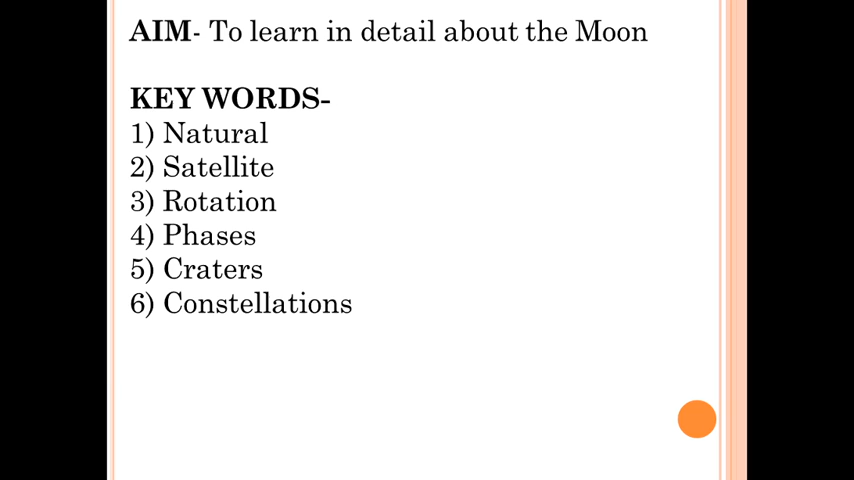 AIM- To learn in detail about the Moon
KEY WORDS-
1) Natural
2) Satellite
3) Rotation
4) Phases
5) Craters
6) Constellations